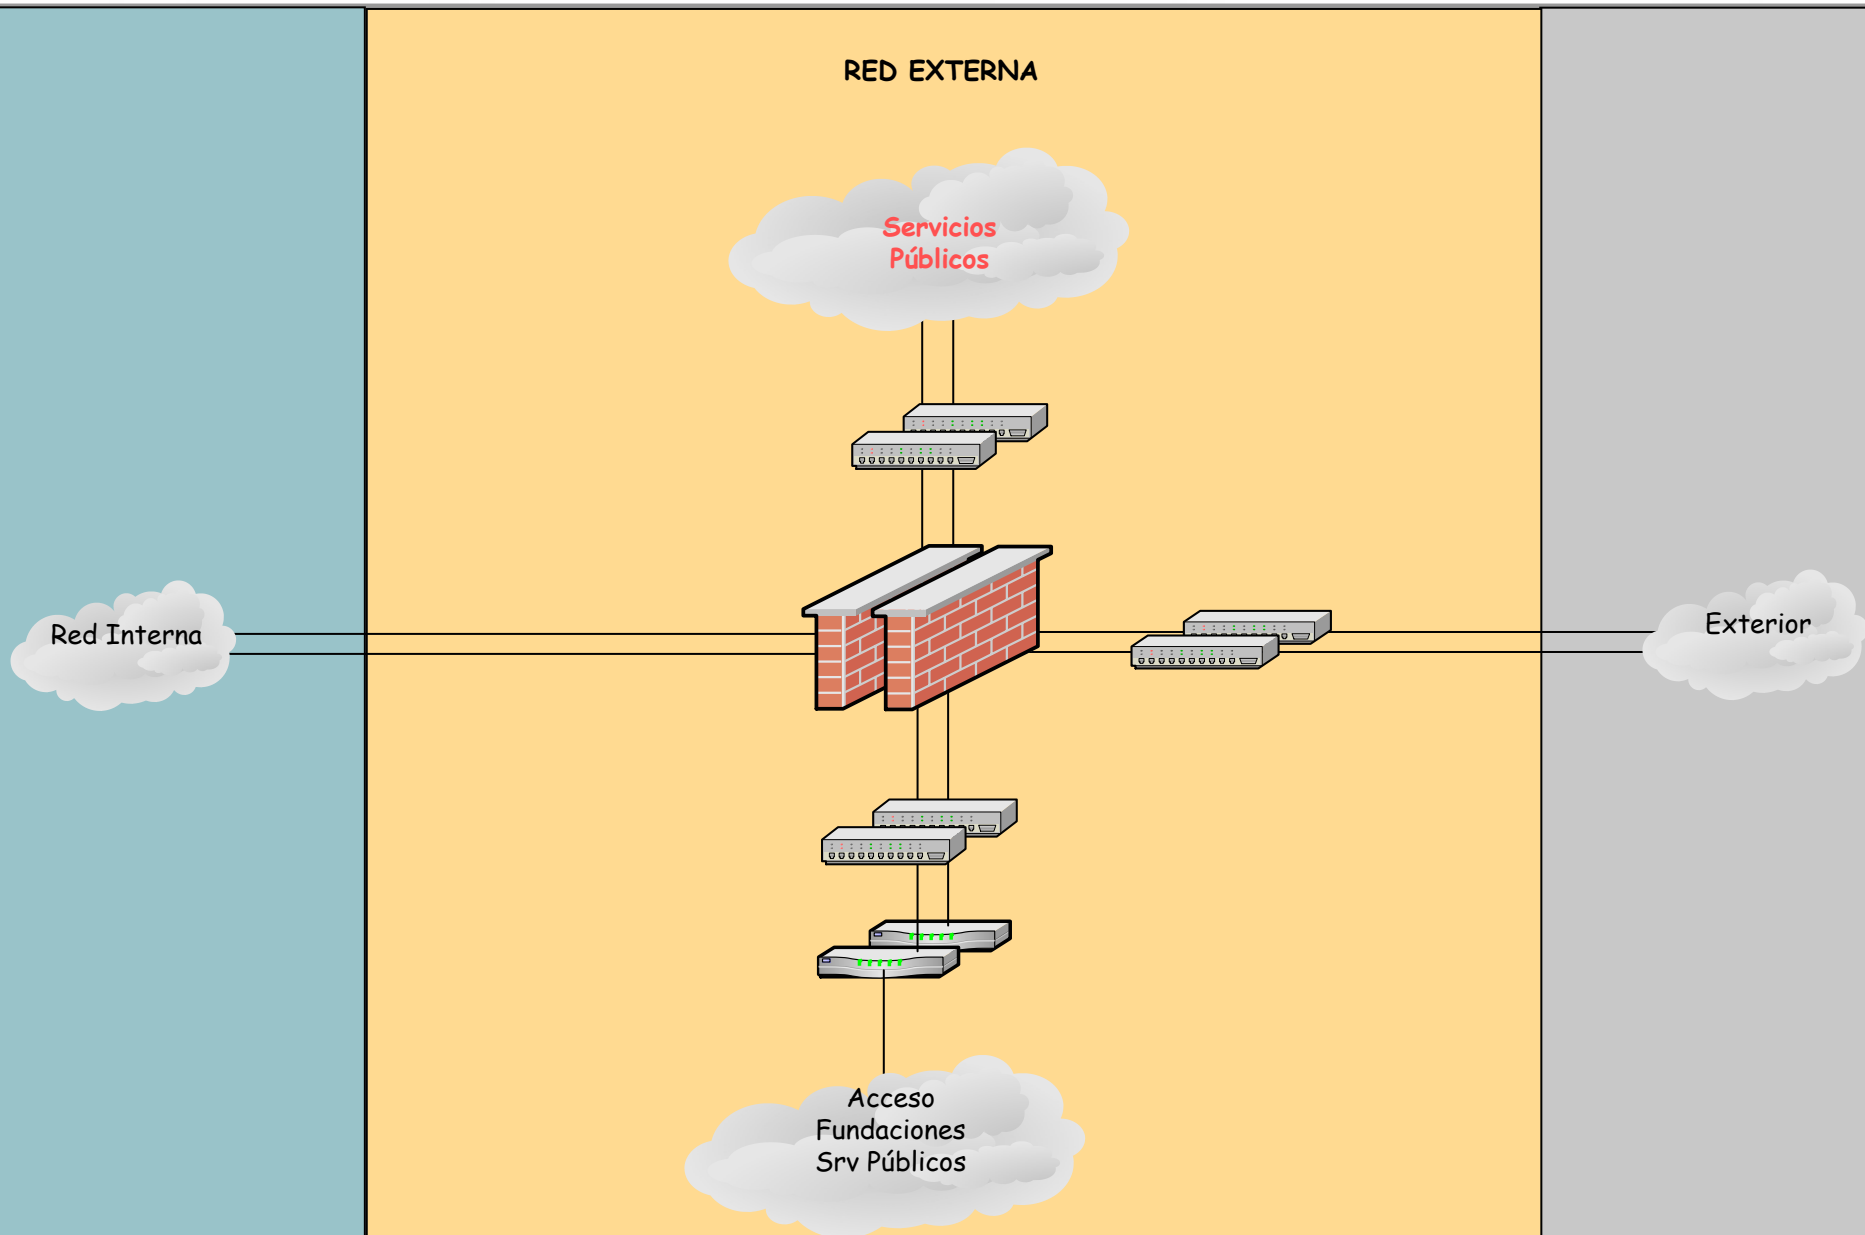 RED EXTERNA
Servicios
Públicos
Red Interna
Exterior
Acceso
Fundaciones
Srv Públicos